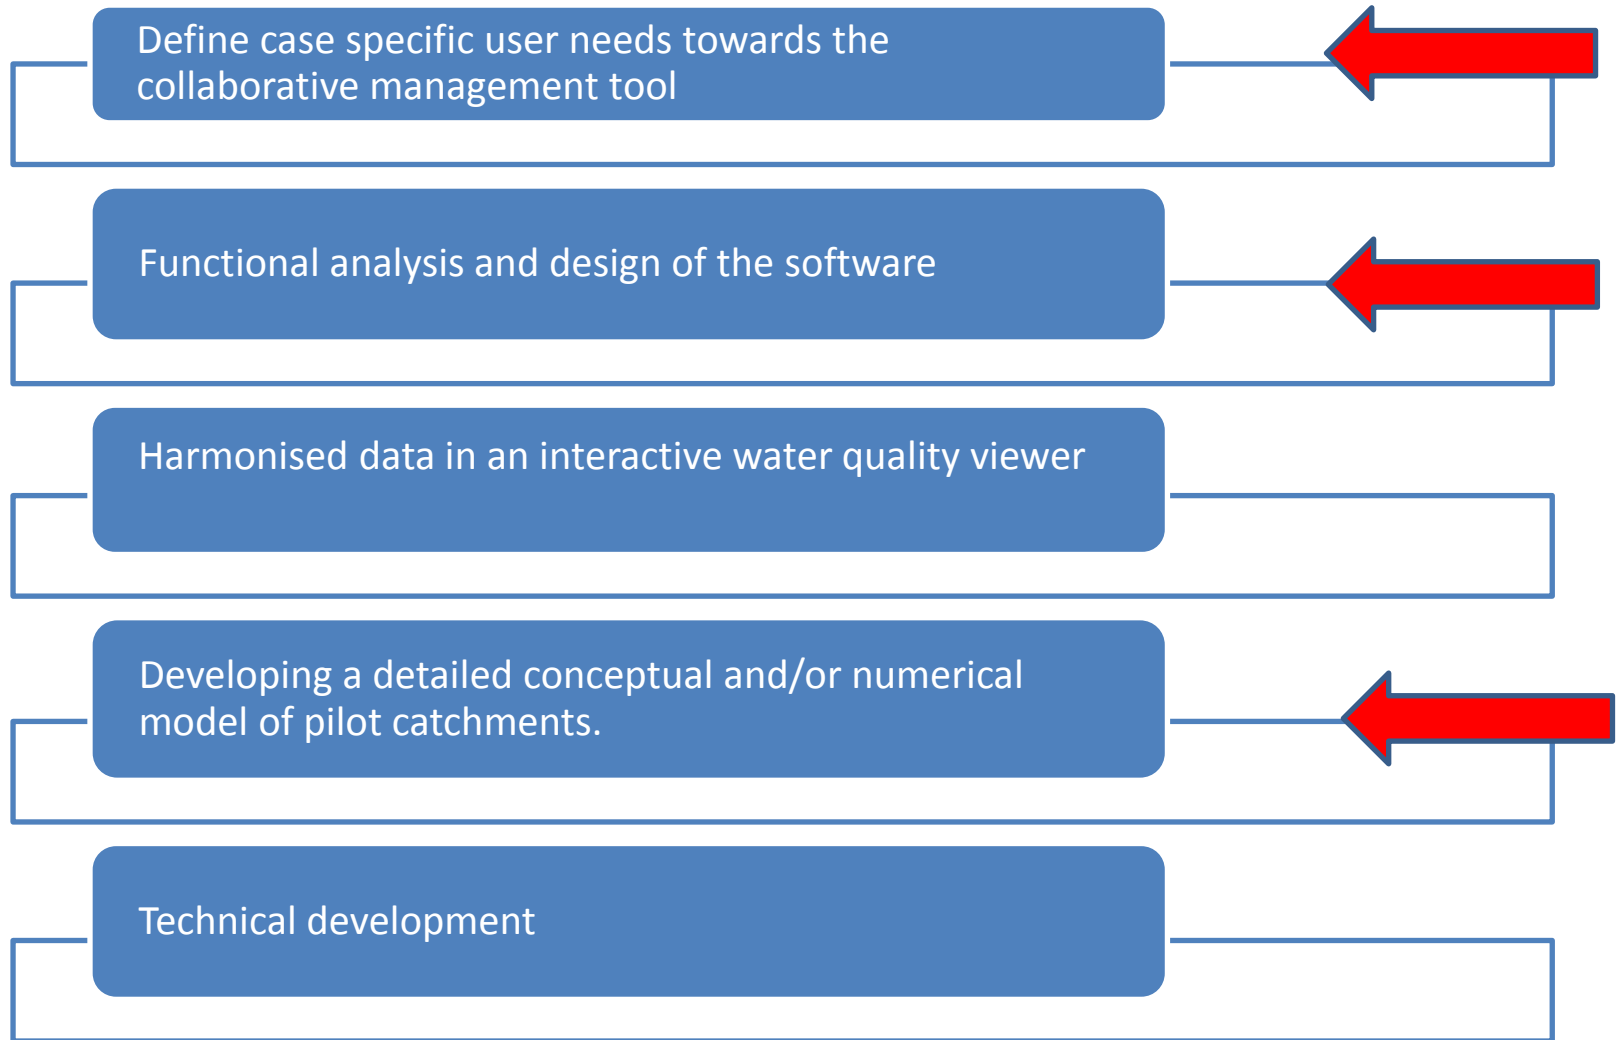 Define case specific user needs towards the
collaborative management tool
Functional analysis and design of the software
Harmonised data in an interactive water quality viewer
Developing a detailed conceptual and/or numerical
model of pilot catchments.
Technical development